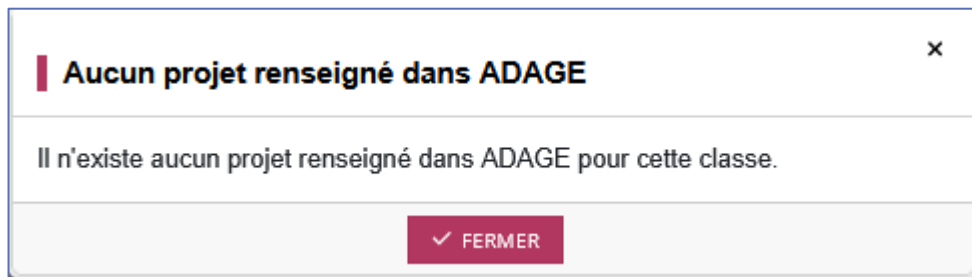 Aucun projet renseigné dans ADAGE
Il n'existe aucun projet renseigné dans ADAGE pour cette classe.
FERMER